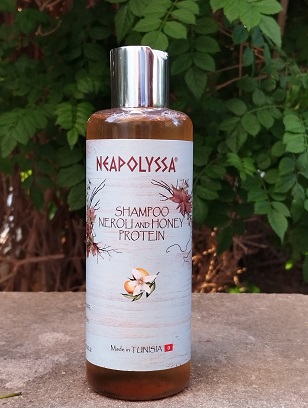 NEAPOLYSSA®
SHAMPOO
NEROLI AND HONEY
PROTEIN
Made in TUNISIA